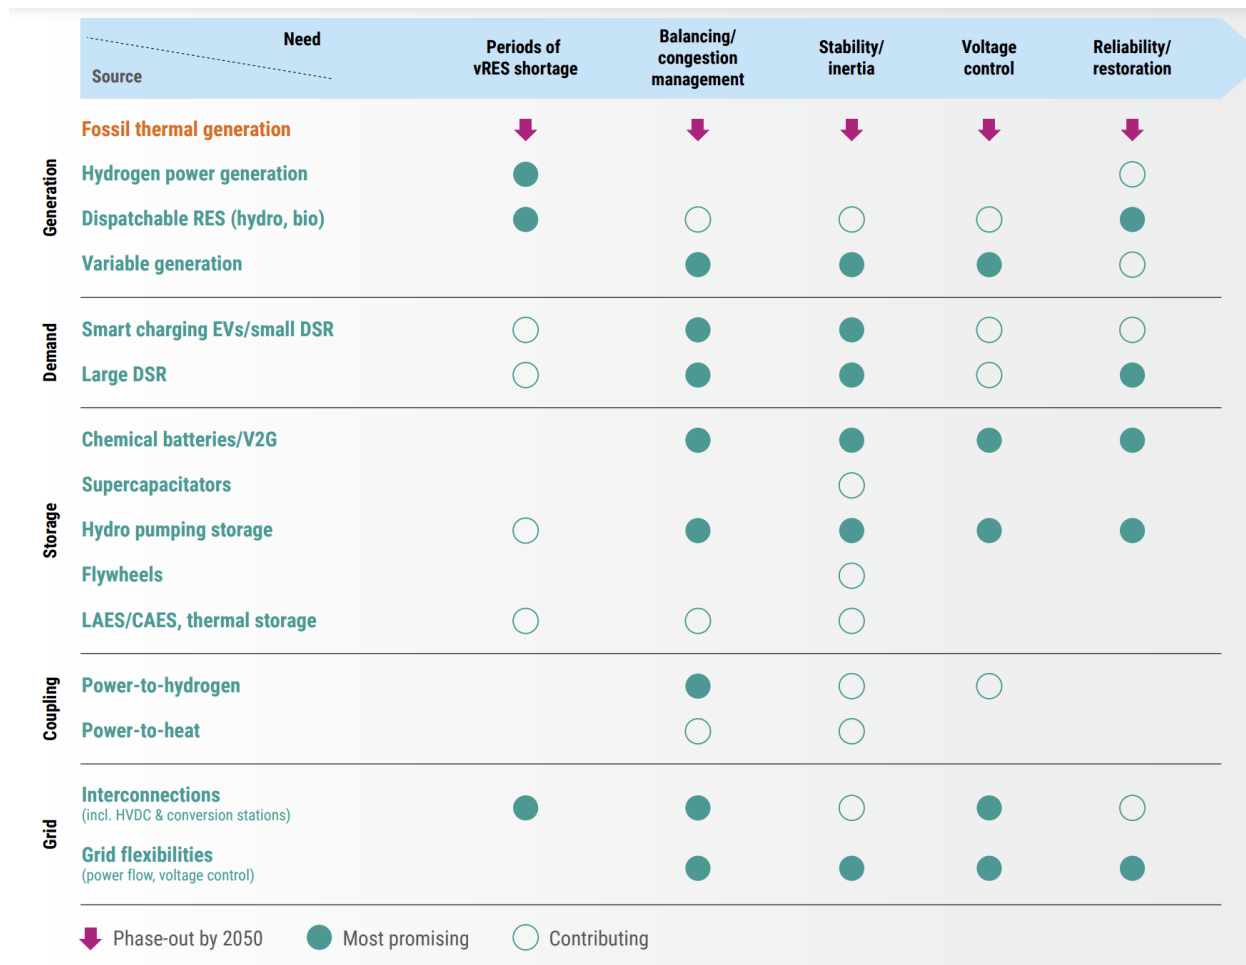 Need
Source
Periods of
vRES shortage
Balancing/
congestion
management
Stability/
inertia
Voltage
control
Reliability/
restoration
Generation
Fossil thermal generation
Hydrogen power generation
Dispatchable RES (hydro, bio)
Variable generation
Demand
Smart charging EVs/small DSR
Large DSR
Storage
Chemical batteries/V2G
Supercapacitators
Hydro pumping storage
Flywheels
LAES/CAES, thermal storage
Coupling
Power-to-hydrogen
Power-to-heat
Grid
Interconnections
(incl. HVDC & conversion stations)
Grid flexibilities
(power flow, voltage control)
Phase-out by 2050
Most promising
Contributing